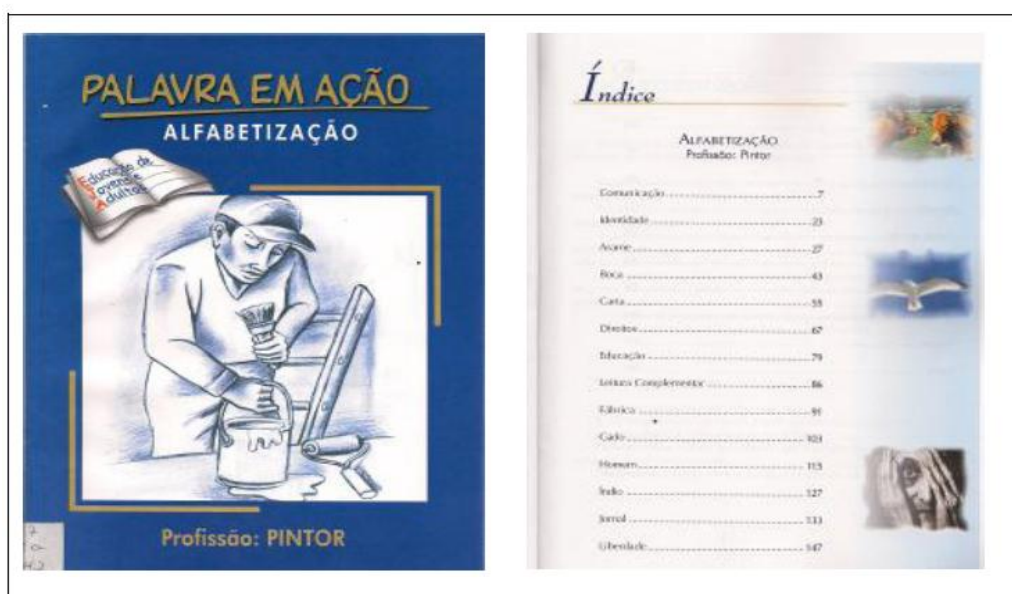 PALAVRA EM AÇÃO
ALFABETIZAÇÃO
Educação de
Jovens e
Adultos
Profissão: PINTOR
Índice
ALFABETIZAÇÃO
Profissão: Pintor
Comunicação 7
Identidade 23
Arame 27
Boca 43
Carta 55
Direitos 67
Educação 79
Leitura Complementar 86
Fábrica 91
Gado 103
Homem 115
Índio 127
Jornal 133
Liberdade 147